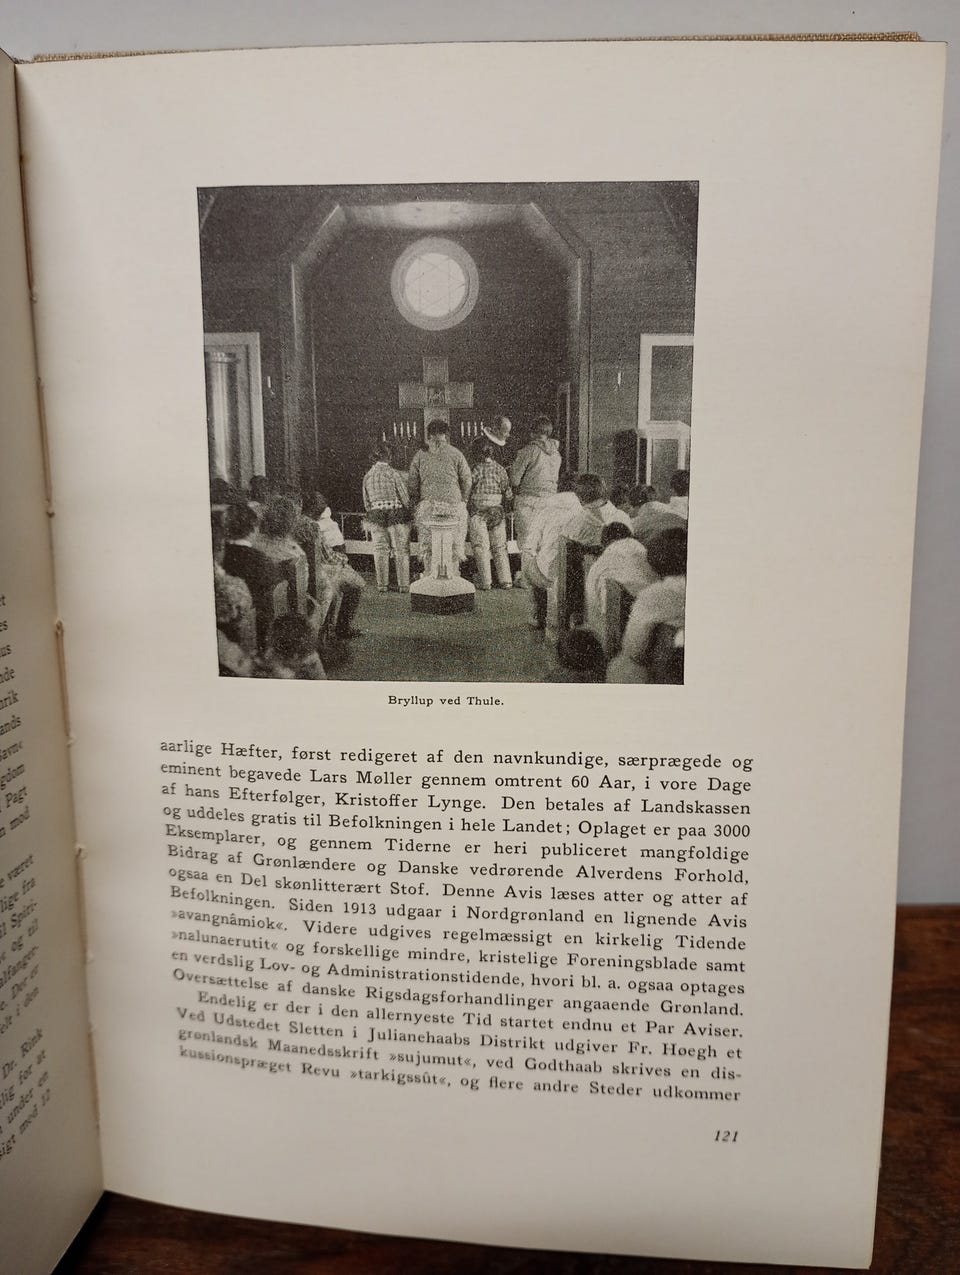 Bryllup ved Thule.
aarlige Hæfter, først redigeret af den navnkundige, særprægede og
eminent begavede Lars Møller gennem omtrent 60 Aar, i vore Dage
af hans Efterfølger, Kristoffer Lynge. Den betales af Landskassen
og uddeles gratis til Befolkningen i hele Landet; Oplaget er paa 3000
Eksemplarer, og gennem Tiderne er heri publiceret mangfoldige
Bidrag af Grønlændere og Danske vedrørende Alverdens Forhold,
ogsaa en Del skønlitterært Stof. Denne Avis læses atter og atter af
Befolkningen. Siden 1913 udgaar i Nordgrønland en lignende Avis
»avangnâmiok«. Videre udgives regelmæssigt en kirkelig Tidende
»nalunaerutit« og forskellige mindre, kristelige Foreningsblade samt
en verdslig Lov- og Administrationstidende, hvori bl. a. ogsaa optages
Oversættelse af danske Rigsdagsforhandlinger angaaende Grønland.
Endelig er der i den allernyeste Tid startet endnu et Par Aviser.
Ved Udstedet Sletten i Julianehaabs Distrikt udgiver Fr. Høegh et
grønlandsk Maanedsskrift »sujumut«, ved Godthaab skrives en dis-
kussionspræget Revu »tarkigssût«, og flere andre Steder udkommer
121